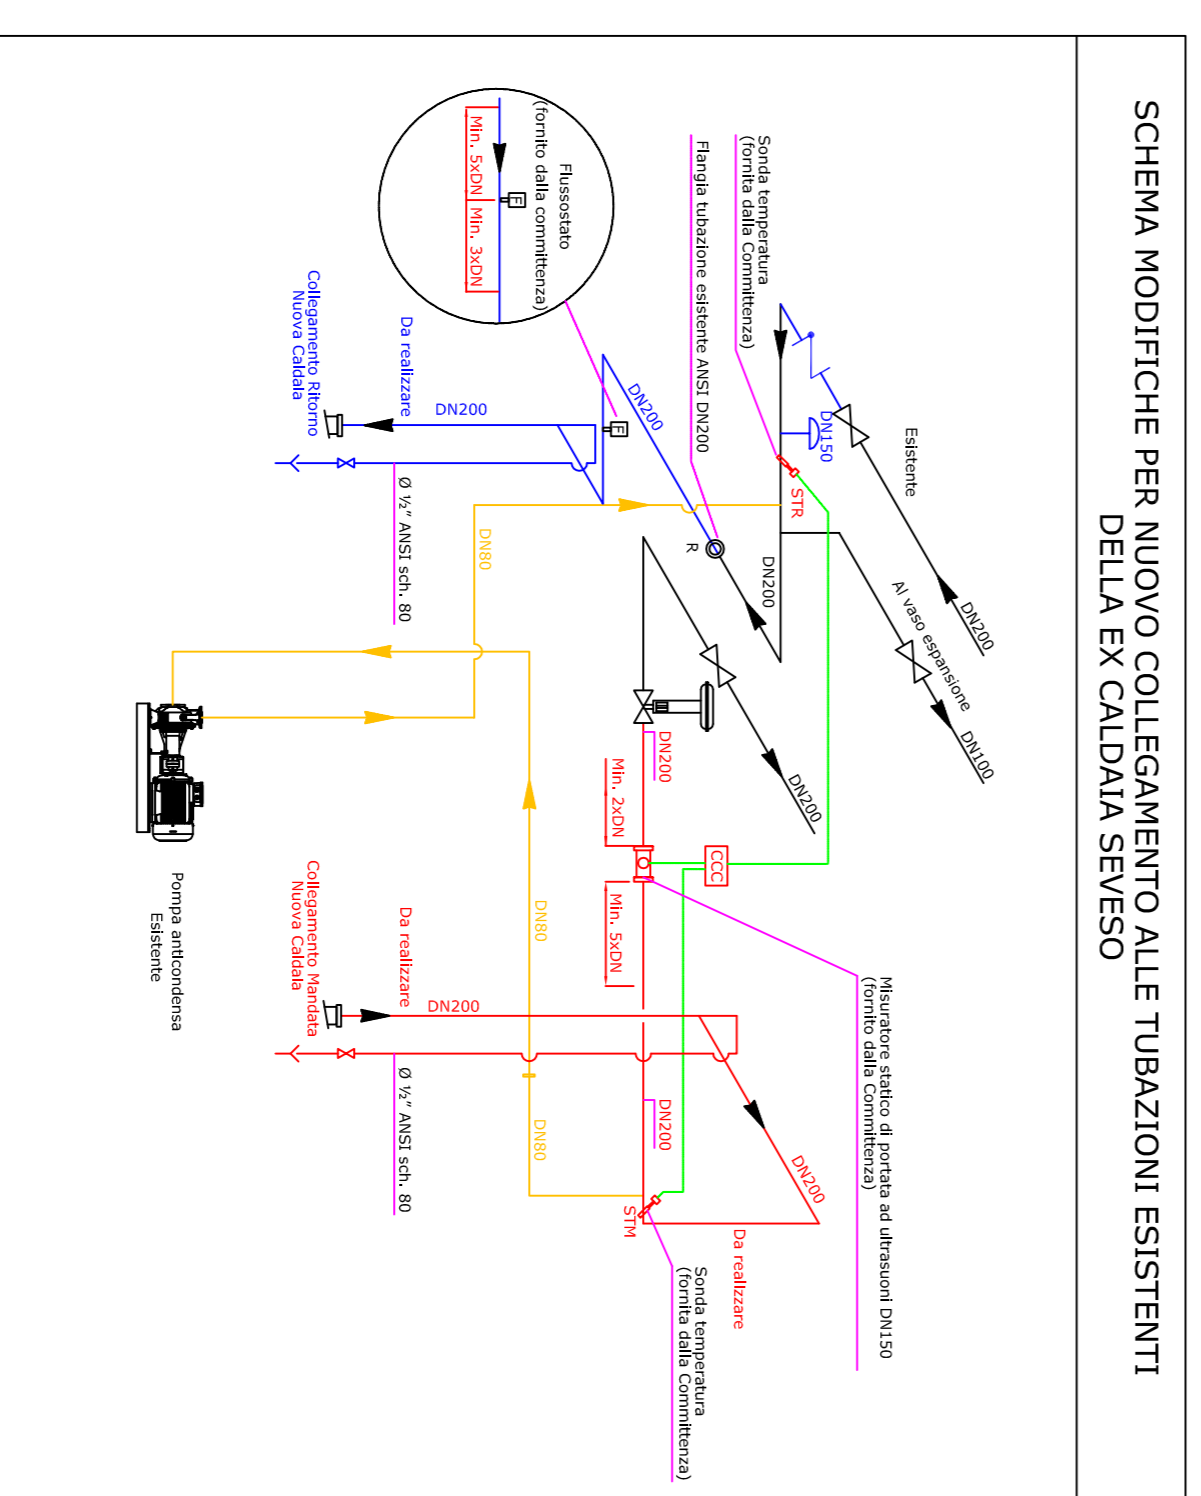 SCHEMA MODIFICHE PER NUOVO COLLEGAMENTO ALLE TUBAZIONI ESISTENTI
DELLA EX CALDAIA SEVESO
Sonda temperatura
(fornita dalla Committenza)
Flangia tubazione esistente ANSI DN200
Flussostato
(fornito dalla committenza)
F
Min. 5xDN
Min. 3xDN
Esistente
DN200
DN150
STR
Al vaso espansione
DN100
DN200
R
DN200
F
DN200
DN200
Da realizzare
Collegamento Ritorno
Nuova Caldaia
Ø ½” ANSI sch. 80
DN80
DN200
Min. 2xDN
CCC
Min. 5xDN
Misuratore statico di portata ad ultrasuoni DN150
(fornito dalla Committenza)
DN80
DN80
Pompa anticondensa
Esistente
Da realizzare
DN200
Collegamento Mandata
Nuova Caldaia
Ø ½” ANSI sch. 80
DN200
DN200
STM
Da realizzare
Sonda temperatura
(fornita dalla Committenza)